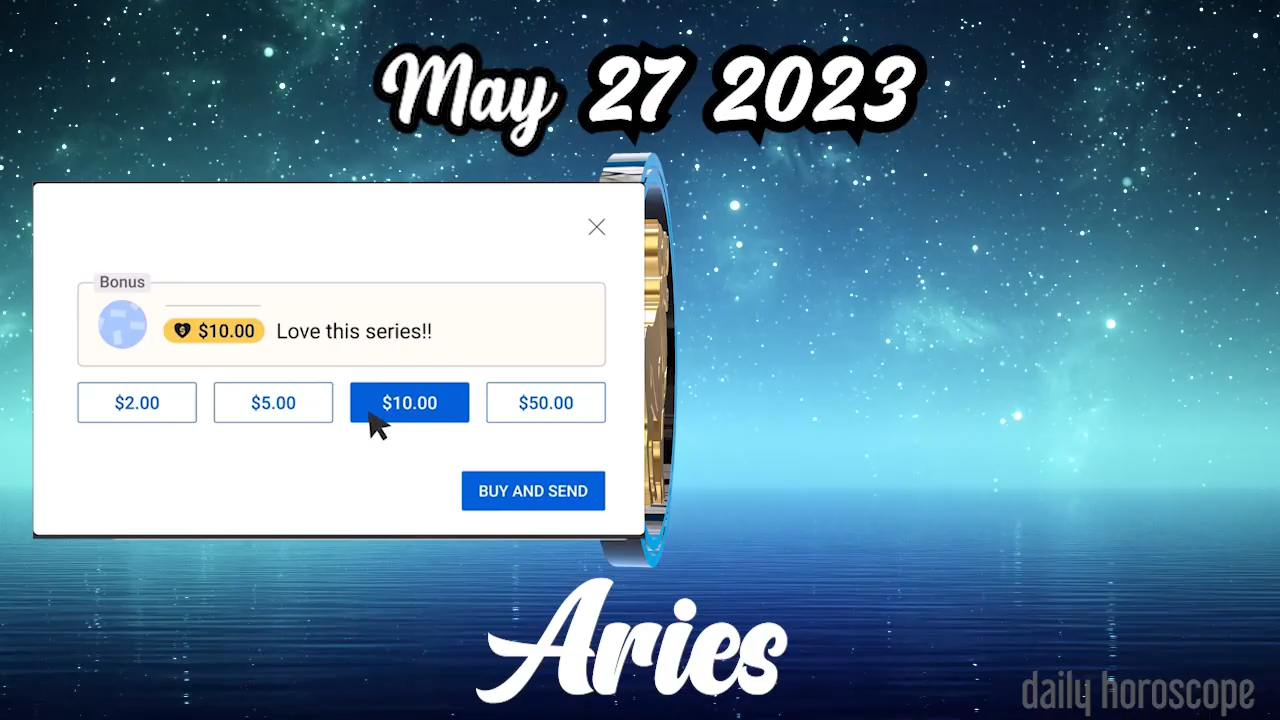 May 27 2023
Bonus
$10.00 Love this series!!
$2.00 $5.00 $10.00 $50.00
BUY AND SEND
Aries
daily horoscope